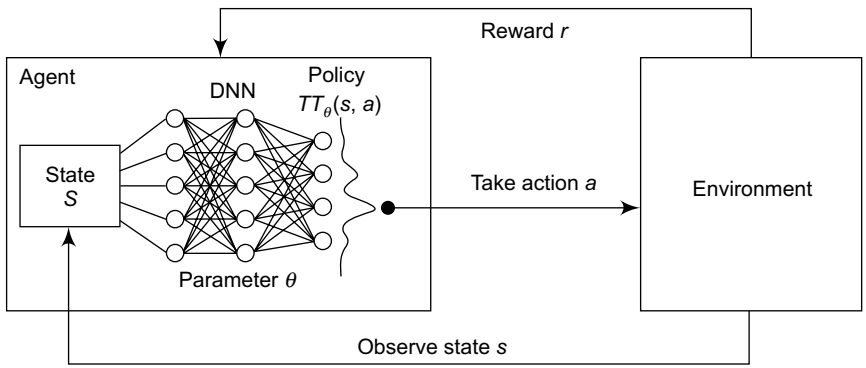 Reward r
Agent
Policy
DNN
TT_θ(s, a)
State
S
Take action a
Environment
Parameter θ
Observe state s